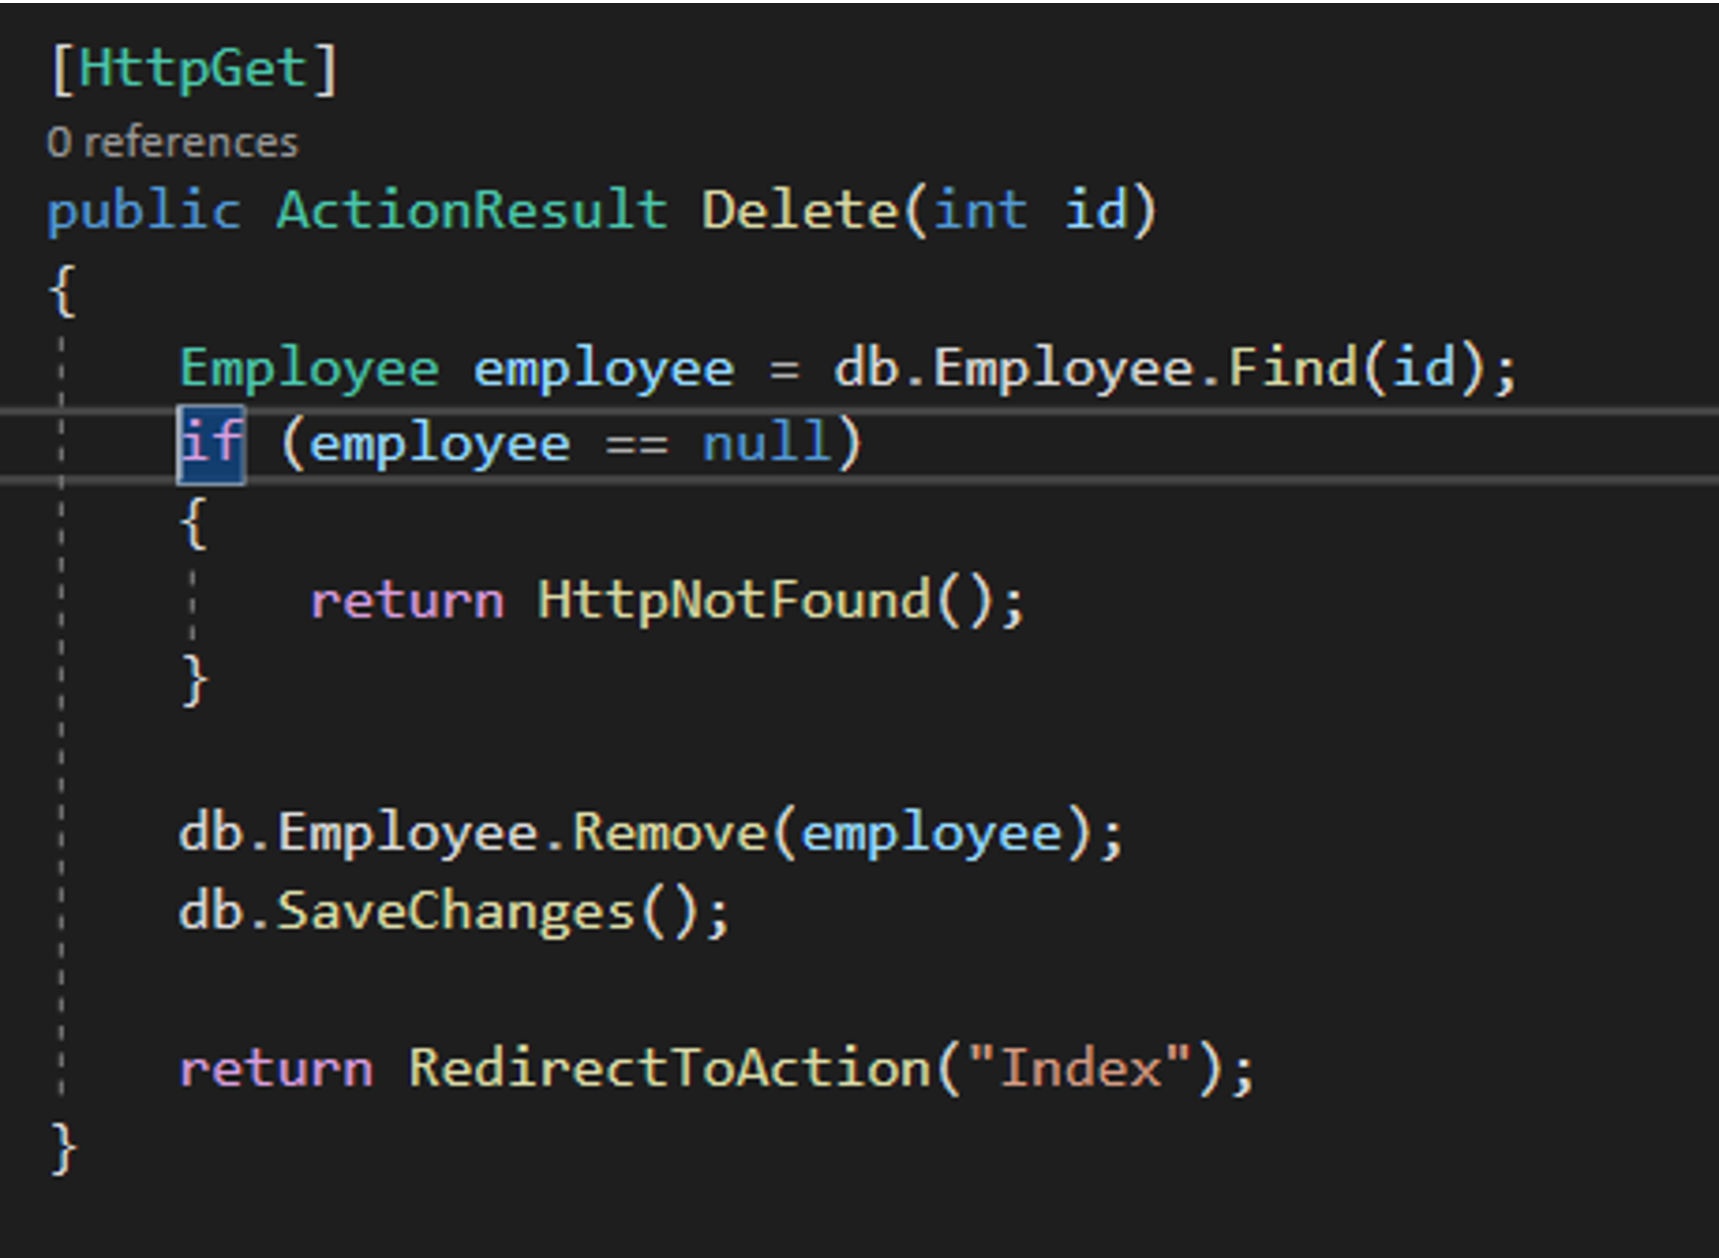 [HttpGet]
0 references
public ActionResult Delete(int id)
{
Employee employee = db.Employee.Find(id);
if (employee == null)
{
return HttpNotFound();
}
db.Employee.Remove(employee);
db.SaveChanges();
return RedirectToAction("Index");
}